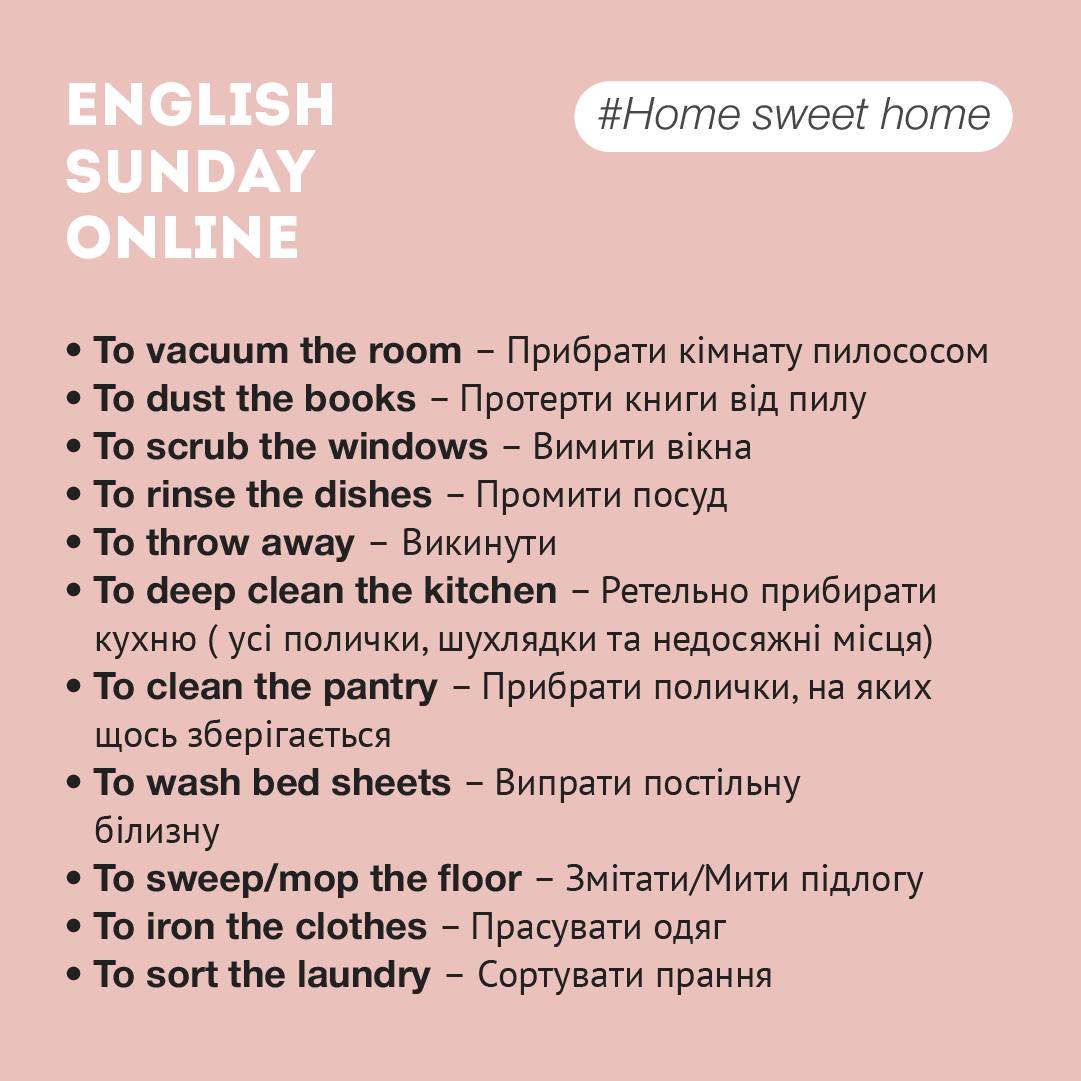 ENGLISH
SUNDAY
ONLINE
#Home sweet home
• To vacuum the room – Прибрати кімнату пилососом
• To dust the books – Протерти книги від пилу
• To scrub the windows – Вимити вікна
• To rinse the dishes – Промити посуд
• To throw away – Викинути
• To deep clean the kitchen – Ретельно прибирати
кухню ( усі полички, шухлядки та недосяжні місця)
• To clean the pantry – Прибрати полички, на яких
щось зберігається
• To wash bed sheets – Випрати постільну
білизну
• To sweep/mop the floor – Змітати/Мити підлогу
• To iron the clothes – Прасувати одяг
• To sort the laundry – Сортувати прання